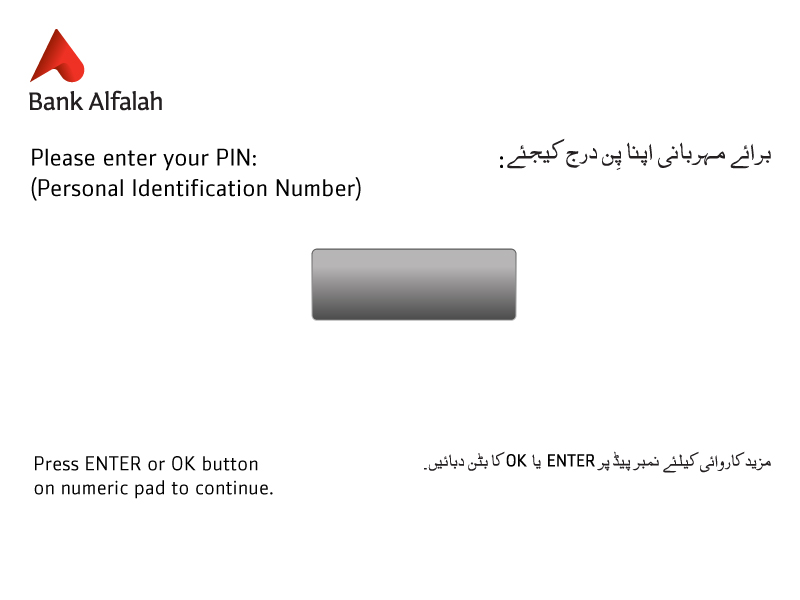 Bank Alfalah
Please enter your PIN:
(Personal Identification Number)
برائے مہربانی اپنا پِن درج کیجئے:
Press ENTER or OK button
on numeric pad to continue.
مزید کاروائی کیلئے نمبر پیڈ پر ENTER یا OK کا بٹن دبائیں.